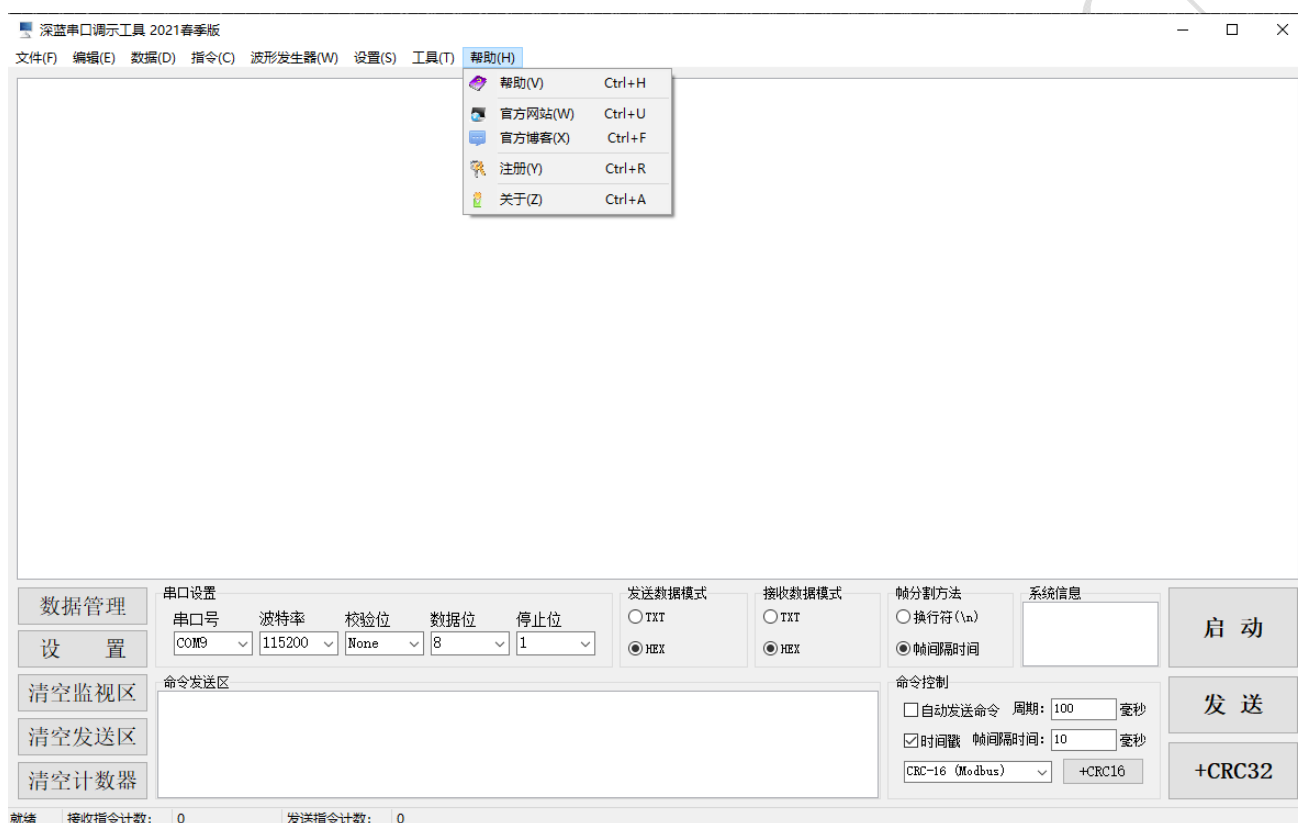 深蓝串口调示工具 2021春季版
文件(F) 编辑(E) 数据(D) 指令(C) 波形发生器(W) 设置(S) 工具(T) 帮助(H)
帮助(V) Ctrl+H
官方网站(W) Ctrl+U
官方博客(X) Ctrl+F
注册(Y) Ctrl+R
关于(Z) Ctrl+A
数据管理
设 置
清空监视区
清空发送区
清空计数器
串口设置
串口号 波特率 校验位 数据位 停止位
COM9 115200 None 8 1
发送数据模式
TXT
HEX
接收数据模式
TXT
HEX
帧分割方法
换行符(\n)
帧间隔时间
系统信息
启 动
命令发送区
命令控制
自动发送命令 周期: 100 毫秒
时间戳 帧间隔时间: 10 毫秒
CRC-16 (Modbus) +CRC16
发 送
+CRC32
就绪 接收指令计数: 0 发送指令计数: 0